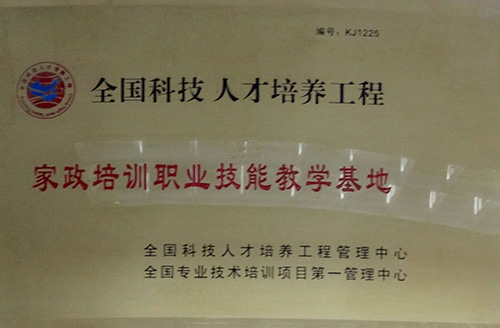 编号：KJ1225
全国科技人才培养工程
家政培训职业技能教学基地
全国科技人才培养工程管理中心
全国专业技术培训项目第一管理中心